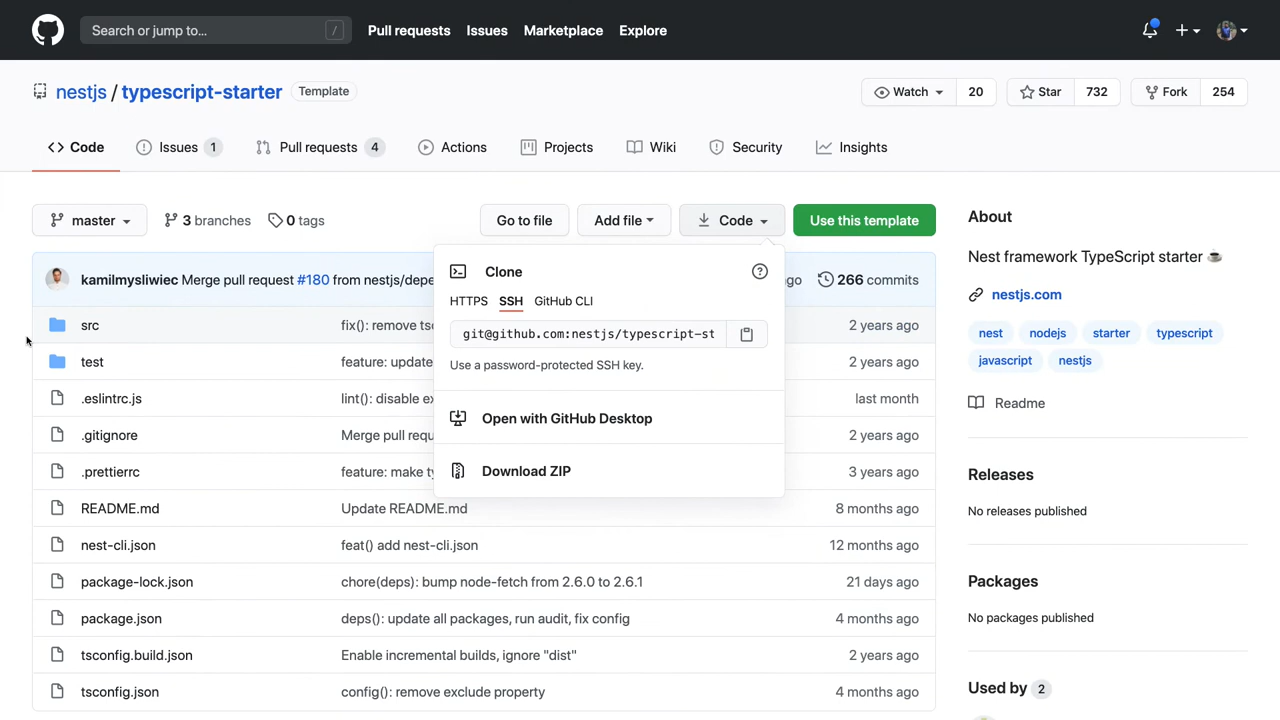 Search or jump to... /
Pull requests Issues Marketplace Explore
nestjs / typescript-starter Template
Watch 20 Star 732 Fork 254
Code Issues 1 Pull requests 4 Actions Projects Wiki Security Insights
master 3 branches 0 tags Go to file Add file Code Use this template
kamilmysliwiec Merge pull request #180 from nestjs/depe go 266 commits
Clone
HTTPS SSH GitHub CLI
git@github.com:nestjs/typescript-st
Use a password-protected SSH key.
Open with GitHub Desktop
Download ZIP
src fix(): remove tsc 2 years ago
test feature: update 2 years ago
.eslintrc.js lint(): disable ex last month
.gitignore Merge pull requ 2 years ago
.prettierrc feature: make ty 3 years ago
README.md Update README.md 8 months ago
nest-cli.json feat() add nest-cli.json 12 months ago
package-lock.json chore(deps): bump node-fetch from 2.6.0 to 2.6.1 21 days ago
package.json deps(): update all packages, run audit, fix config 4 months ago
tsconfig.build.json Enable incremental builds, ignore "dist" 2 years ago
tsconfig.json config(): remove exclude property 4 months ago
About
Nest framework TypeScript starter ☕
nestjs.com
nest nodejs starter typescript
javascript nestjs
Readme
Releases
No releases published
Packages
No packages published
Used by 2